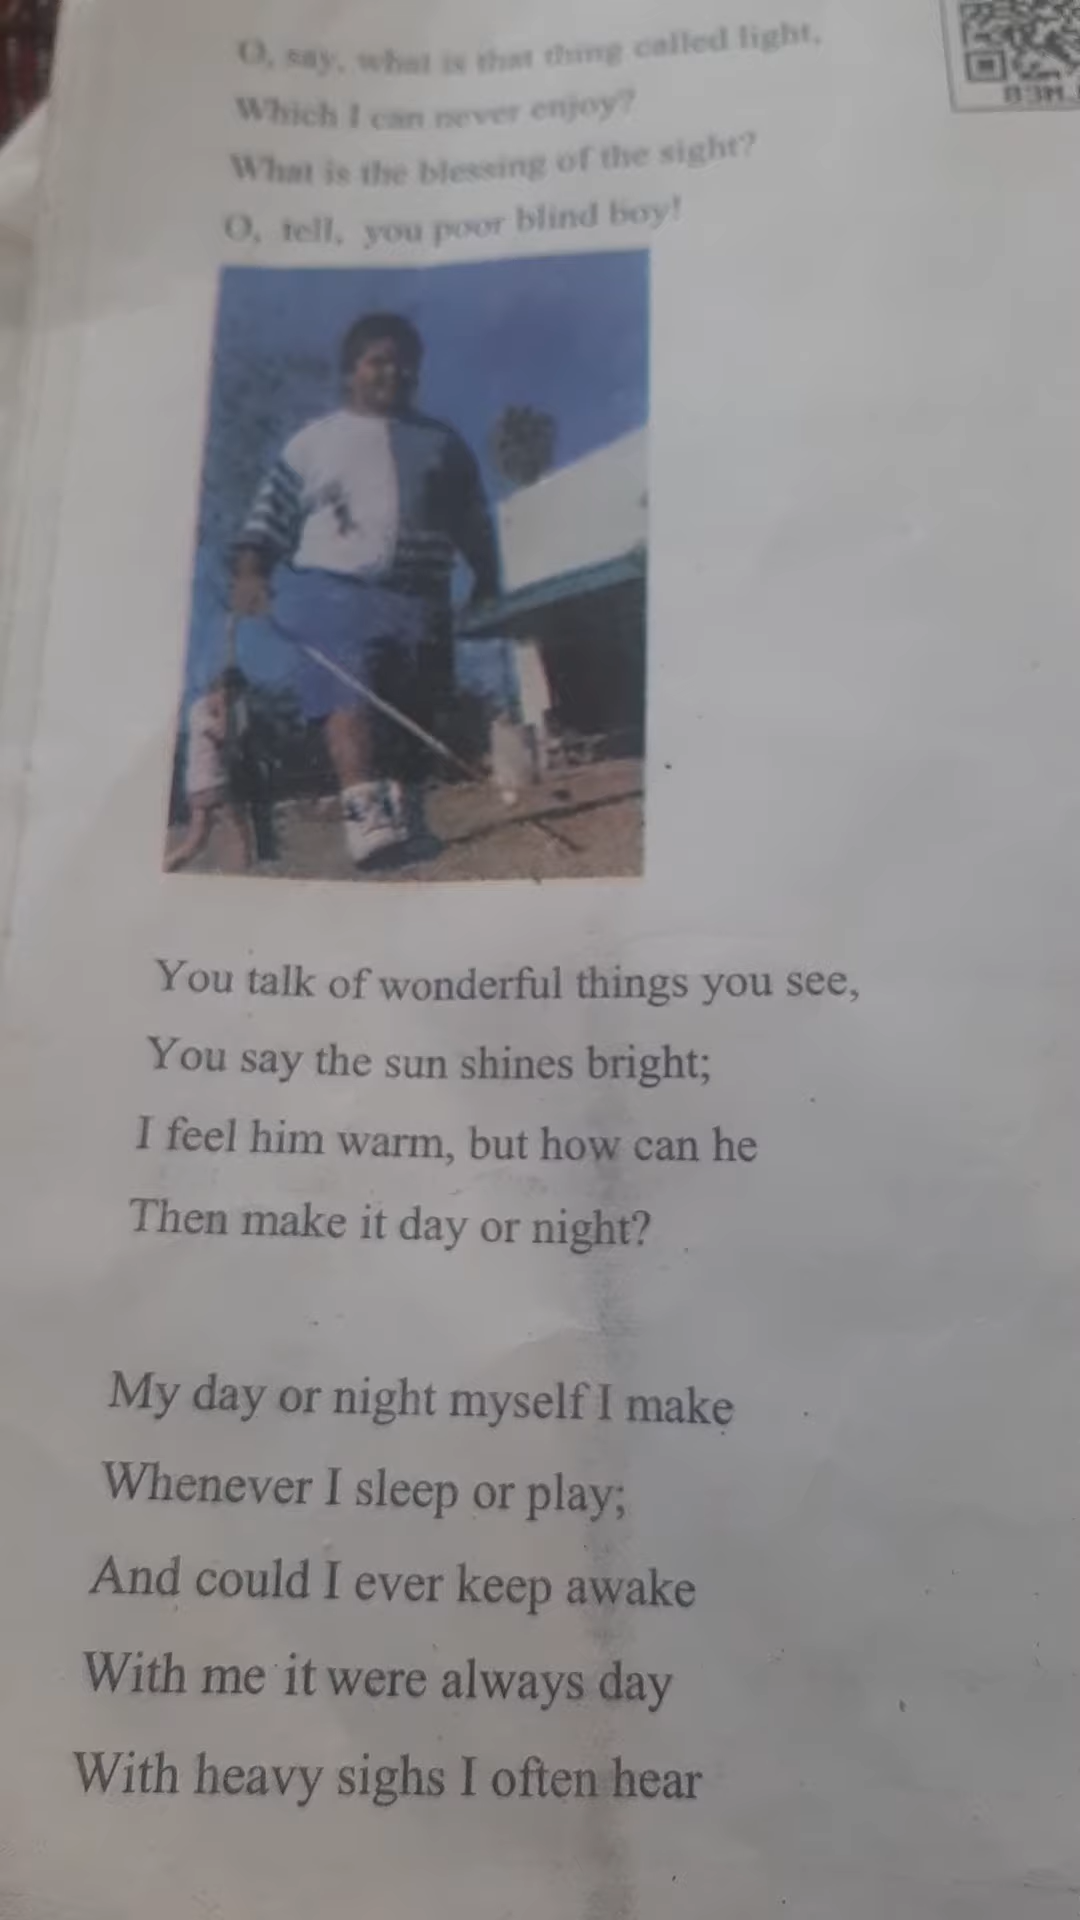 O, say, what is that thing called light,
Which I can never enjoy?
What is the blessing of the sight?
O, tell, you poor blind boy!
B3M
You talk of wonderful things you see,
You say the sun shines bright;
I feel him warm, but how can he
Then make it day or night?
My day or night myself I make
Whenever I sleep or play;
And could I ever keep awake
With me it were always day
With heavy sighs I often hear